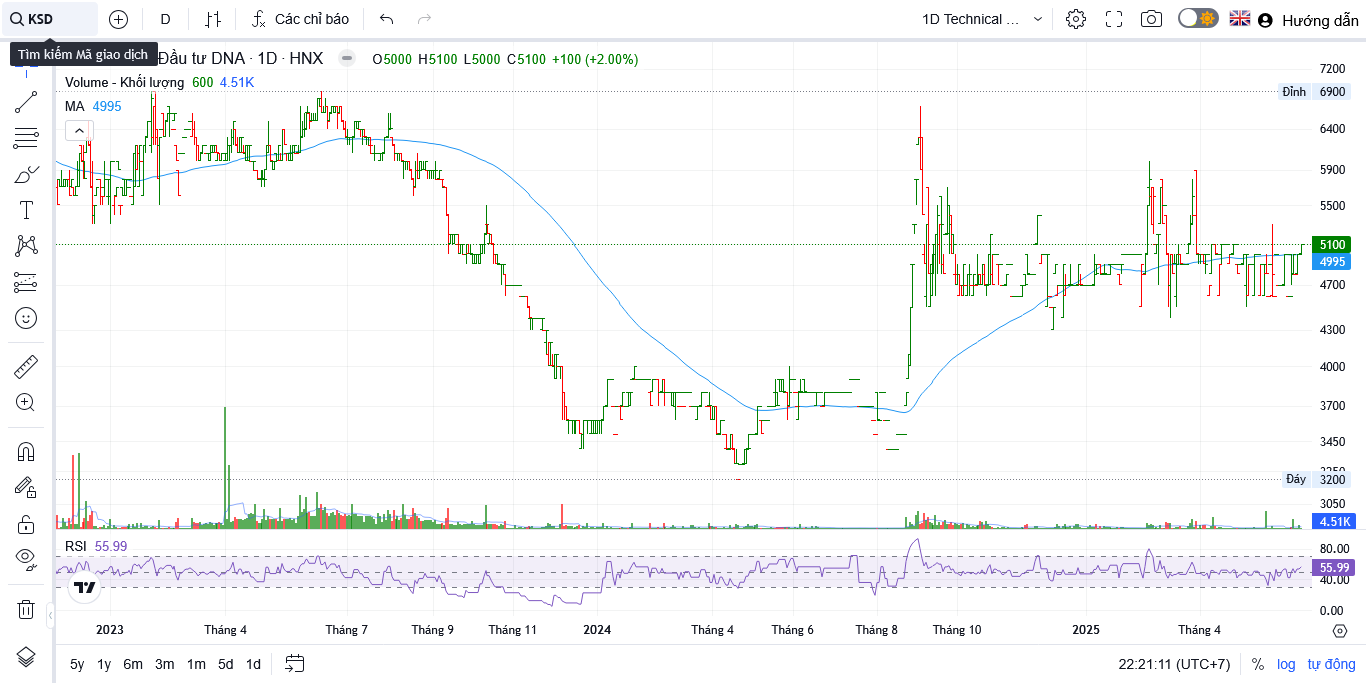 KSD
D
Các chỉ báo
1D Technical ...
Hướng dẫn
Tìm kiếm Mã giao dịch
Đầu tư DNA · 1D · HNX
O5000 H5100 L5000 C5100 +100 (+2.00%)
Volume - Khối lượng 600 4.51K
MA 4995
7200
Đỉnh 6900
6400
5900
5500
5100
4995
4700
4300
4000
3700
3450
3250
Đáy 3200
3050
4.51K
RSI 55.99
80.00
55.99
40.00
0.00
2023 Tháng 4 Tháng 7 Tháng 9 Tháng 11 2024 Tháng 4 Tháng 6 Tháng 8 Tháng 10 2025 Tháng 4
5y 1y 6m 3m 1m 5d 1d
22:21:11 (UTC+7) % log tự động